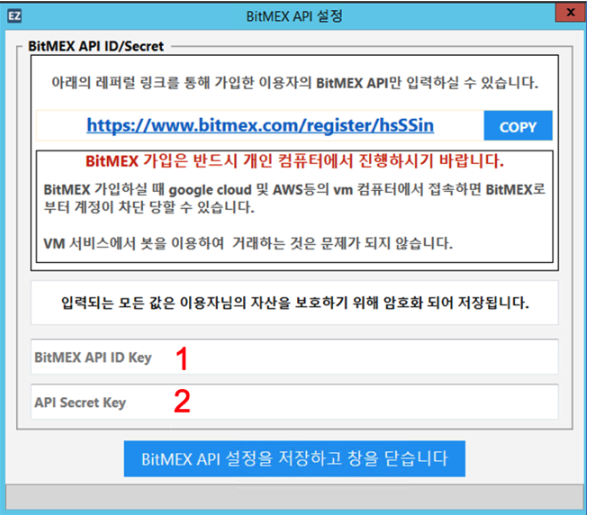 EZ
BitMEX API 설정
x
BitMEX API ID/Secret
아래의 레퍼럴 링크를 통해 가입한 이용자의 BitMEX API만 입력하실 수 있습니다.
https://www.bitmex.com/register/hsSSin
COPY
BitMEX 가입은 반드시 개인 컴퓨터에서 진행하시기 바랍니다.
BitMEX 가입하실 때 google cloud 및 AWS등의 vm 컴퓨터에서 접속하면 BitMEX로
부터 계정이 차단 당할 수 있습니다.
VM 서비스에서 봇을 이용하여 거래하는 것은 문제가 되지 않습니다.
입력되는 모든 값은 이용자님의 자산을 보호하기 위해 암호화 되어 저장됩니다.
BitMEX API ID Key 1
API Secret Key 2
BitMEX API 설정을 저장하고 창을 닫습니다